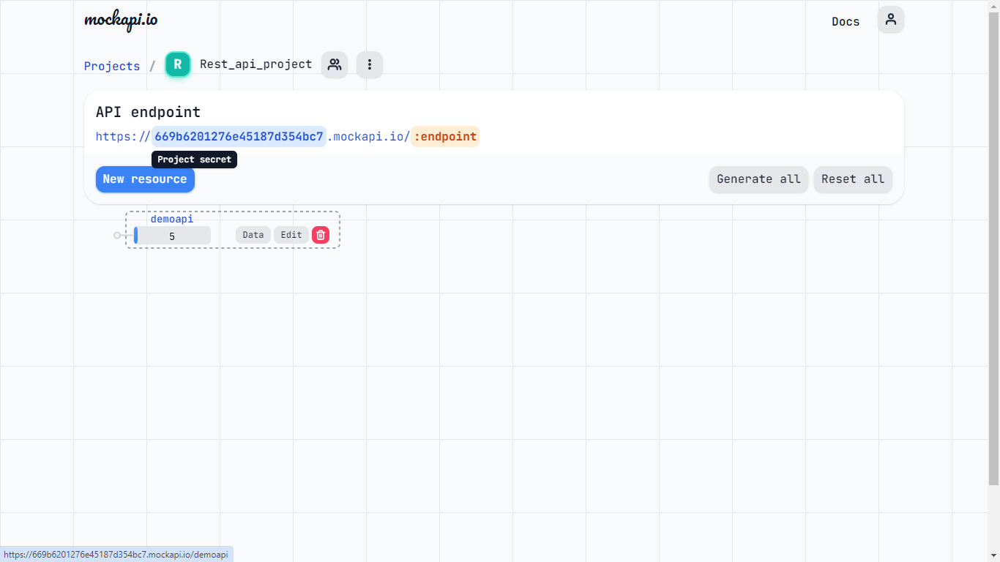 mockapi.io
Docs
Projects / R Rest_api_project
API endpoint
https://669b6201276e45187d354bc7.mockapi.io/:endpoint
Project secret
New resource
Generate all
Reset all
demoapi
5
Data
Edit
https://669b6201276e45187d354bc7.mockapi.io/demoapi